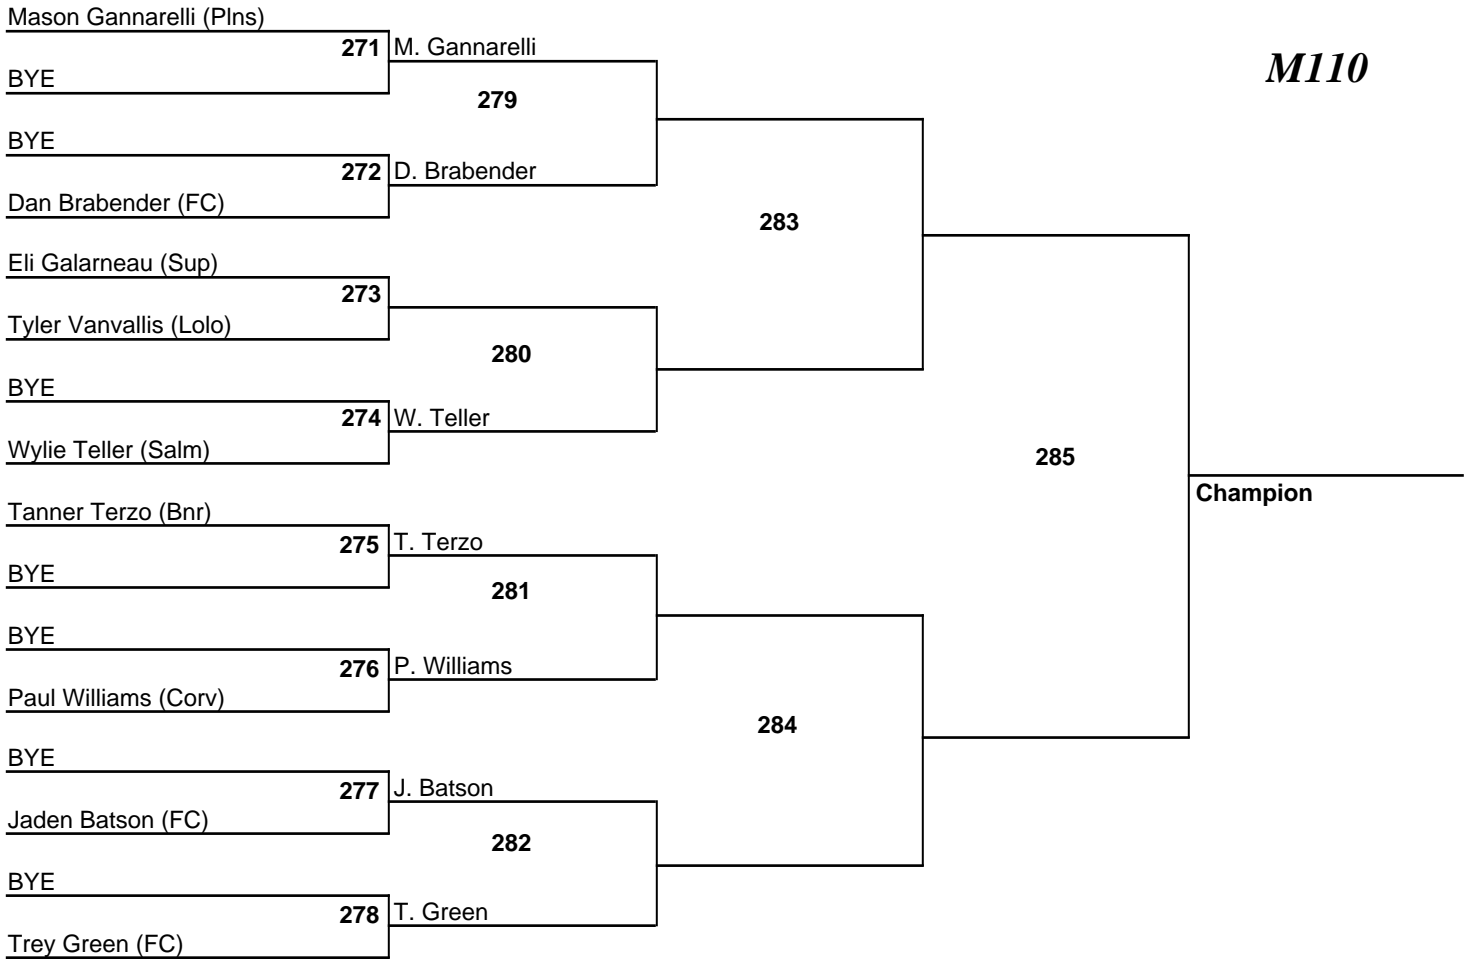 Mason Gannarelli (Plns)
271 M. Gannarelli
M110
BYE
279
BYE
272 D. Brabender
Dan Brabender (FC)
283
Eli Galarneau (Sup)
273
Tyler Vanvallis (Lolo)
280
BYE
274 W. Teller
Wylie Teller (Salm)
285
Champion
Tanner Terzo (Bnr)
275 T. Terzo
BYE
281
BYE
276 P. Williams
Paul Williams (Corv)
284
BYE
277 J. Batson
Jaden Batson (FC)
282
BYE
278 T. Green
Trey Green (FC)